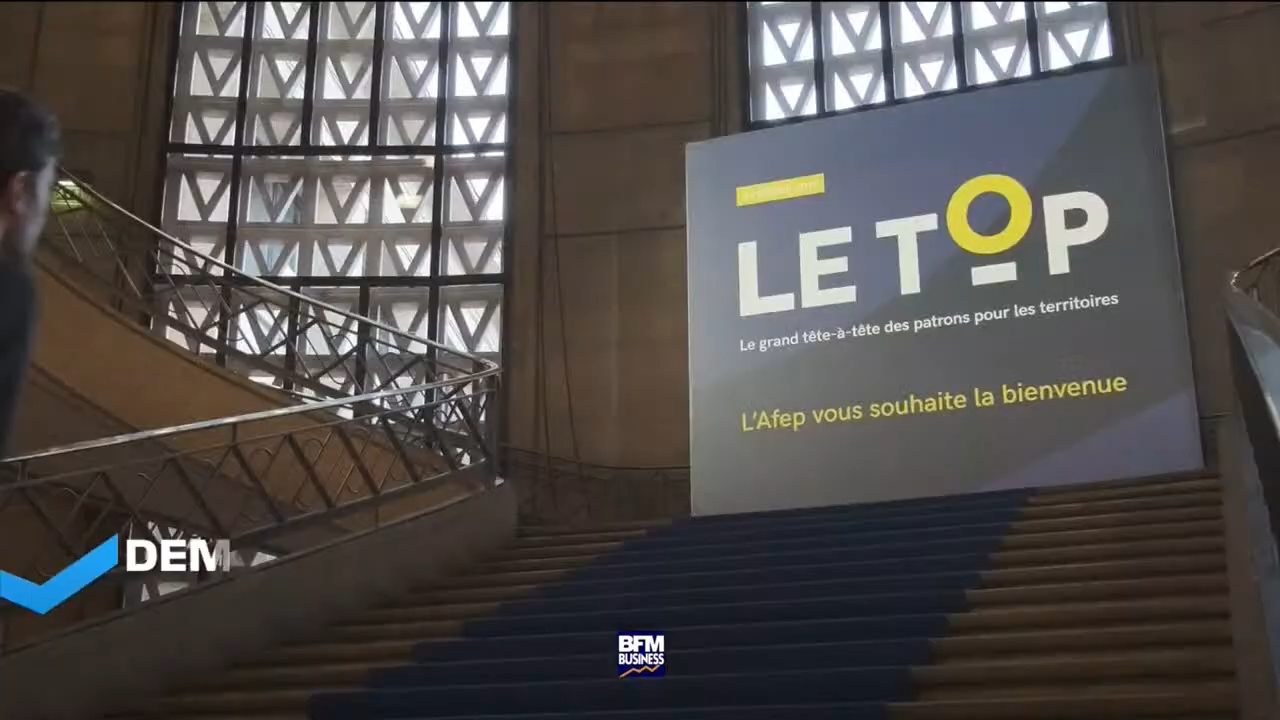 LE TOP
Le grand tête-à-tête des patrons pour les territoires
L'Afep vous souhaite la bienvenue
DEM
BFM
BUSINESS